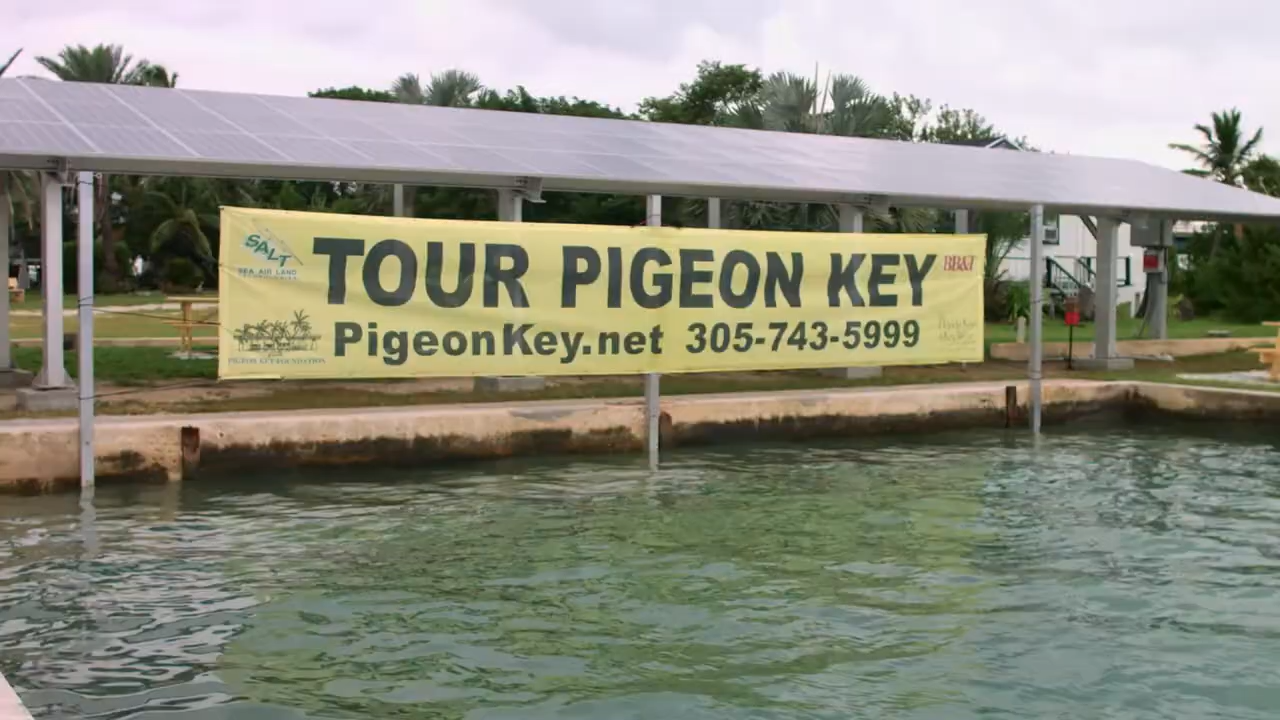 SALT
SEA AIR LAND
TOUR PIGEON KEY
BB&T
PigeonKey.net 305-743-5999
PIGEON KEY FOUNDATION